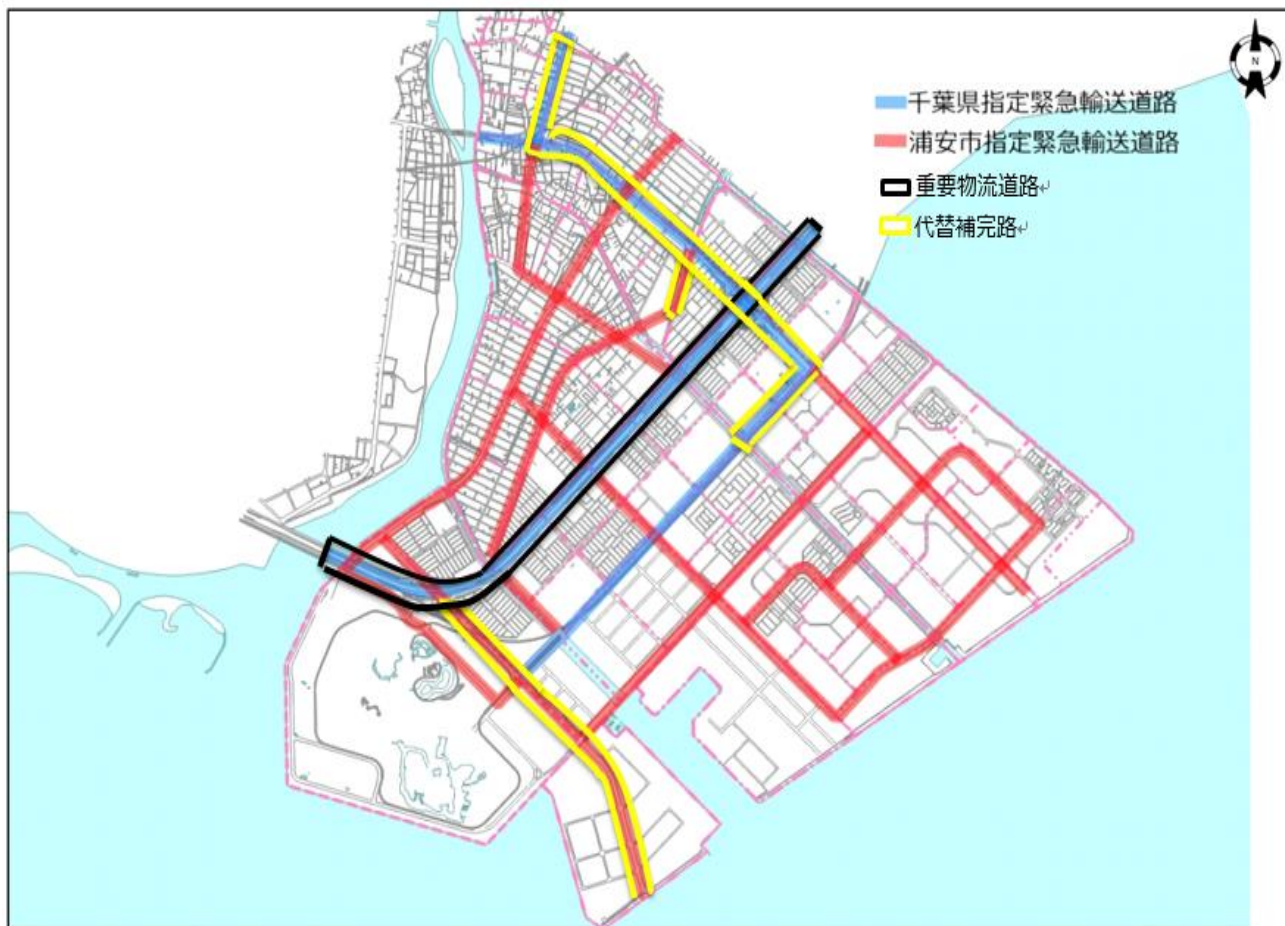 N
千葉県指定緊急輸送道路
浦安市指定緊急輸送道路
重要物流道路↵
代替補完路↵